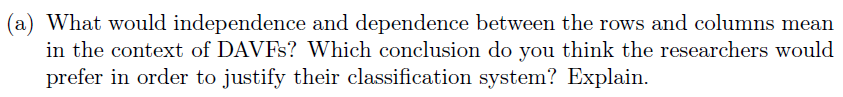 (a) What would independence and dependence between the rows and columns mean
in the context of DAVFs? Which conclusion do you think the researchers would
prefer in order to justify their classification system? Explain.